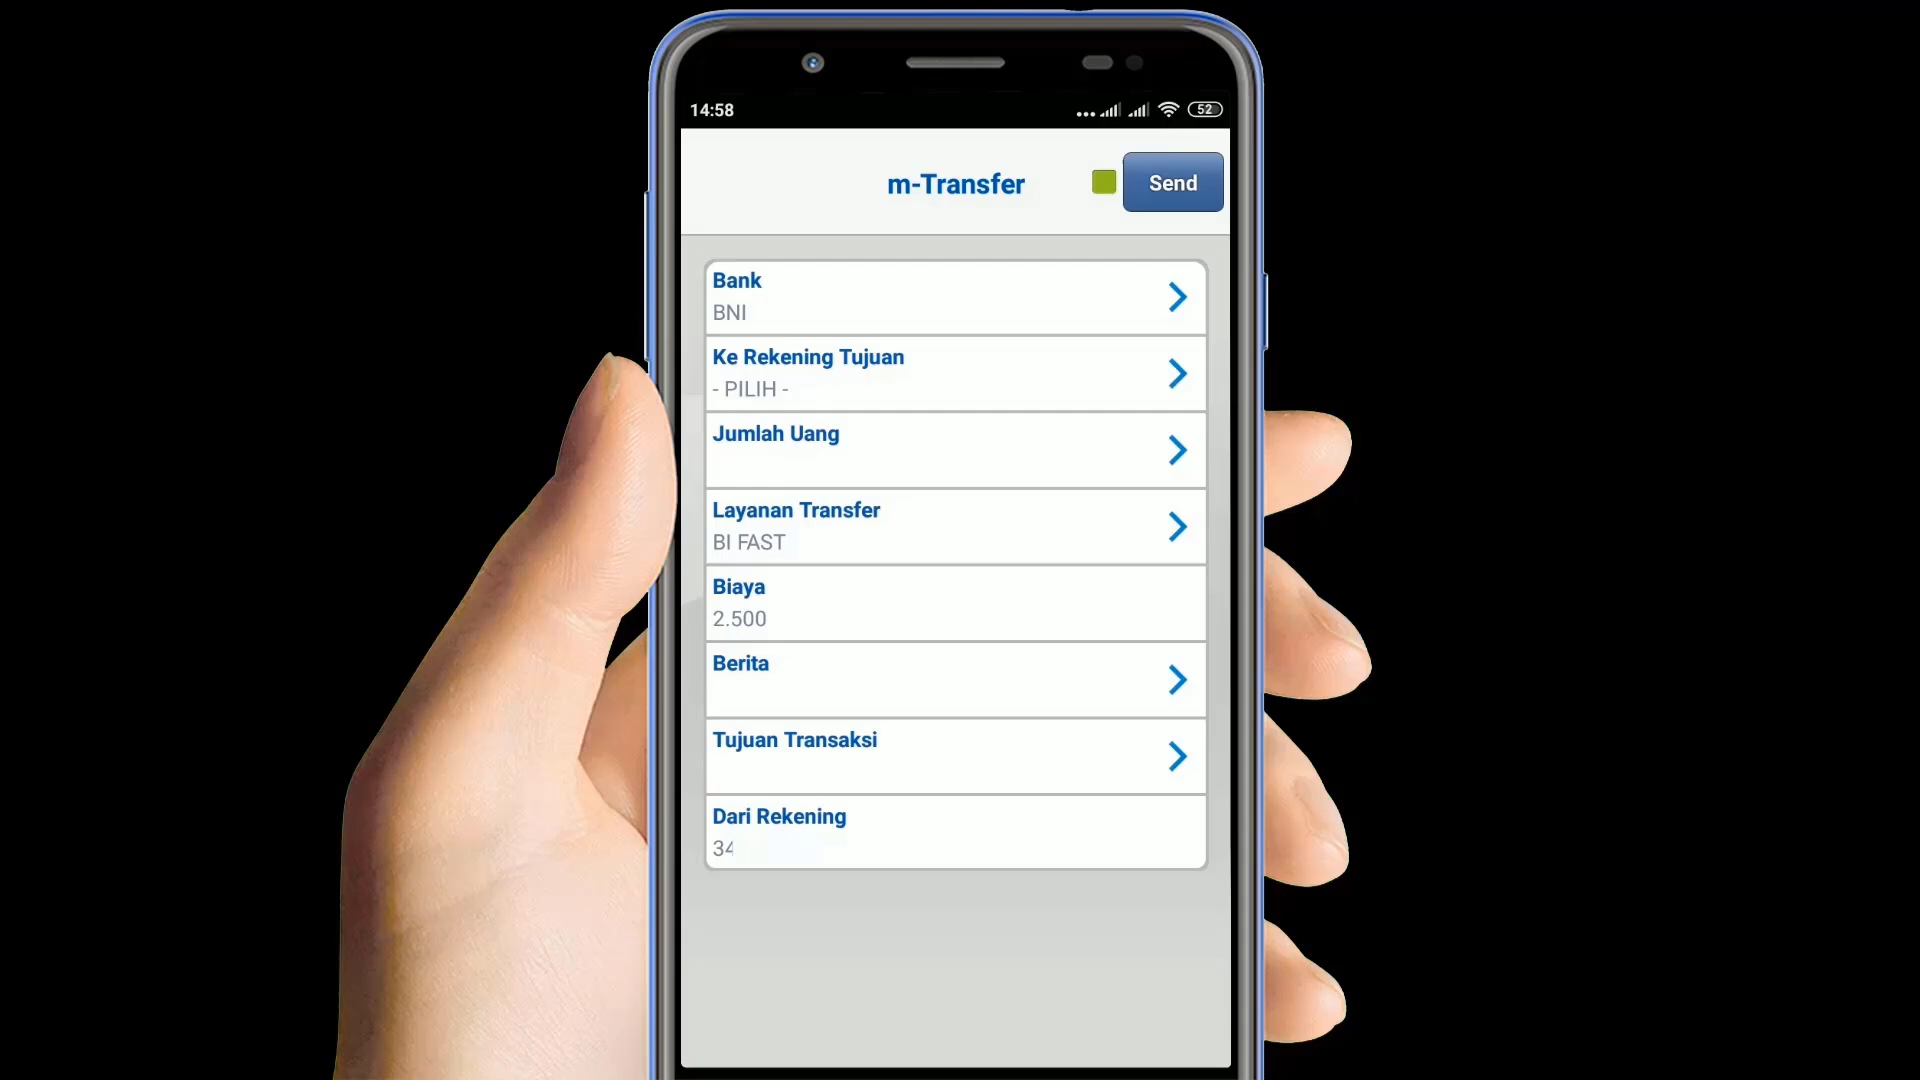 14:58
52
m-Transfer
Send
Bank
BNI
Ke Rekening Tujuan
- PILIH -
Jumlah Uang
Layanan Transfer
BI FAST
Biaya
2.500
Berita
Tujuan Transaksi
Dari Rekening
34